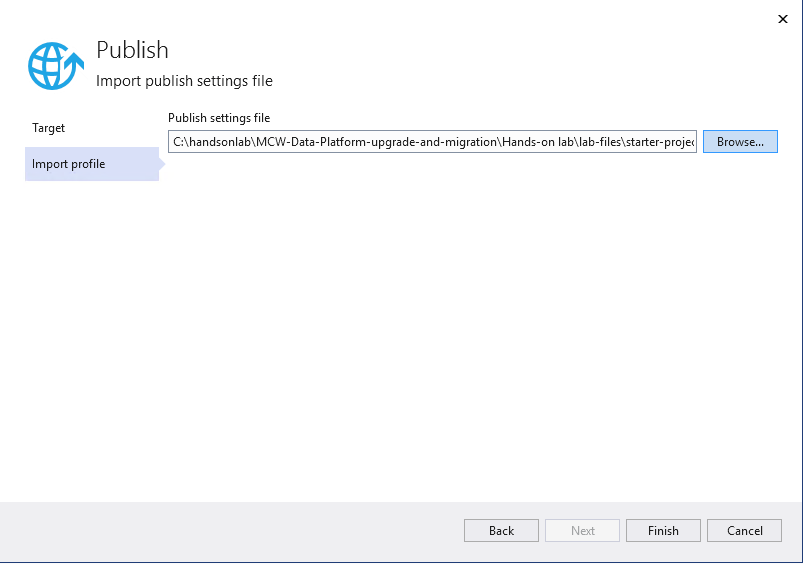 Publish
Import publish settings file
Target
Import profile
Publish settings file
C:\handsonlab\MCW-Data-Platform-upgrade-and-migration\Hands-on lab\lab-files\starter-projec
Browse...
Back
Next
Finish
Cancel